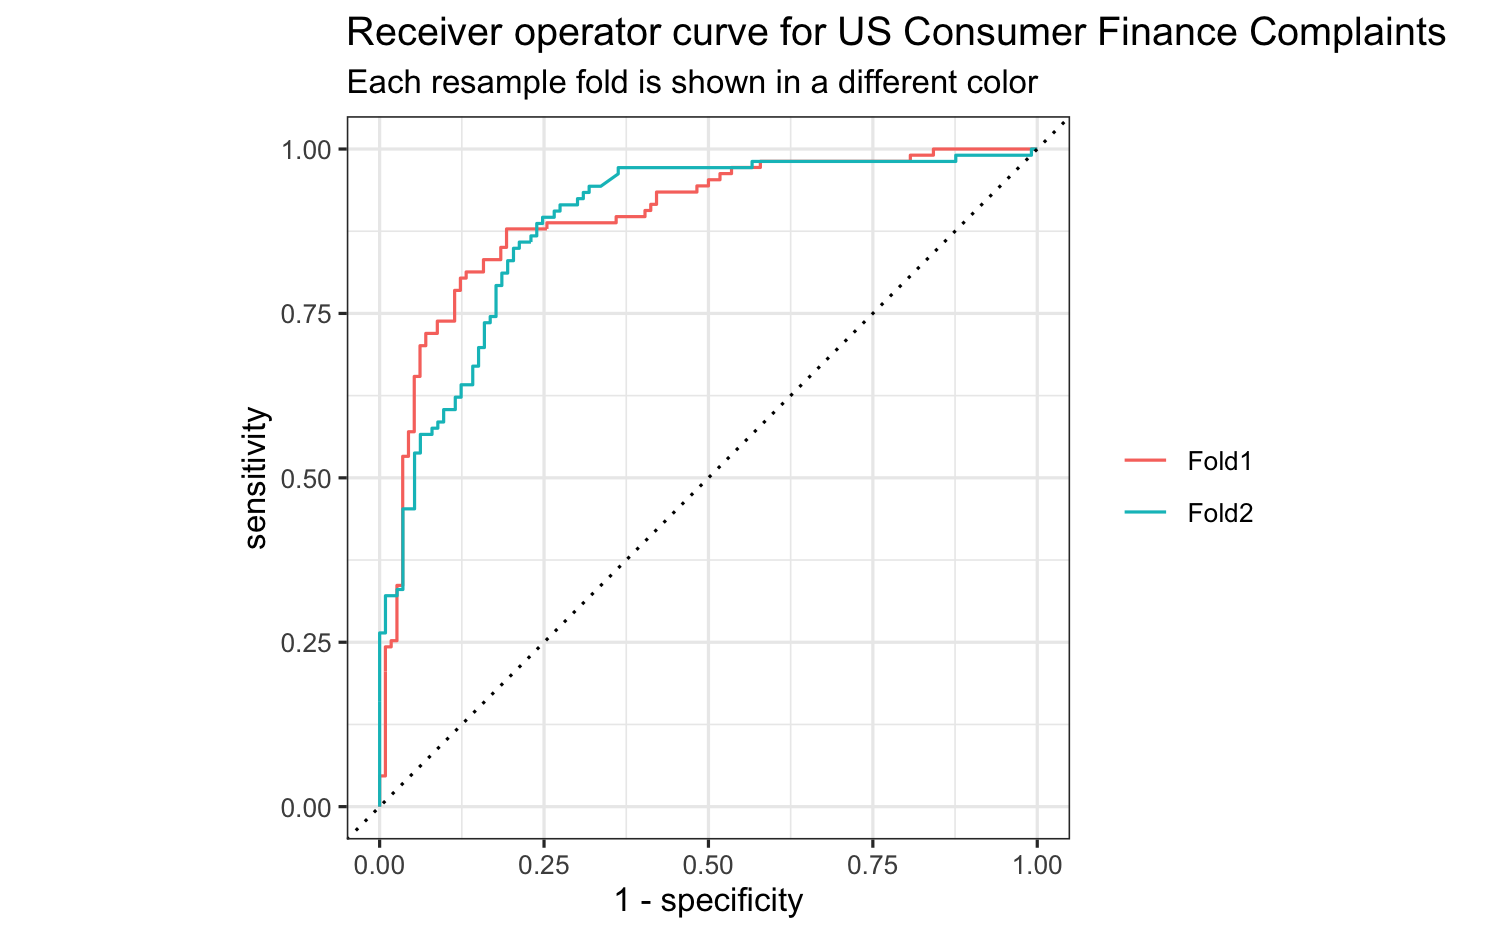 Receiver operator curve for US Consumer Finance Complaints
Each resample fold is shown in a different color
1.00
0.75
0.50
0.25
0.00
sensitivity
0.00 0.25 0.50 0.75 1.00
1 - specificity
Fold1
Fold2